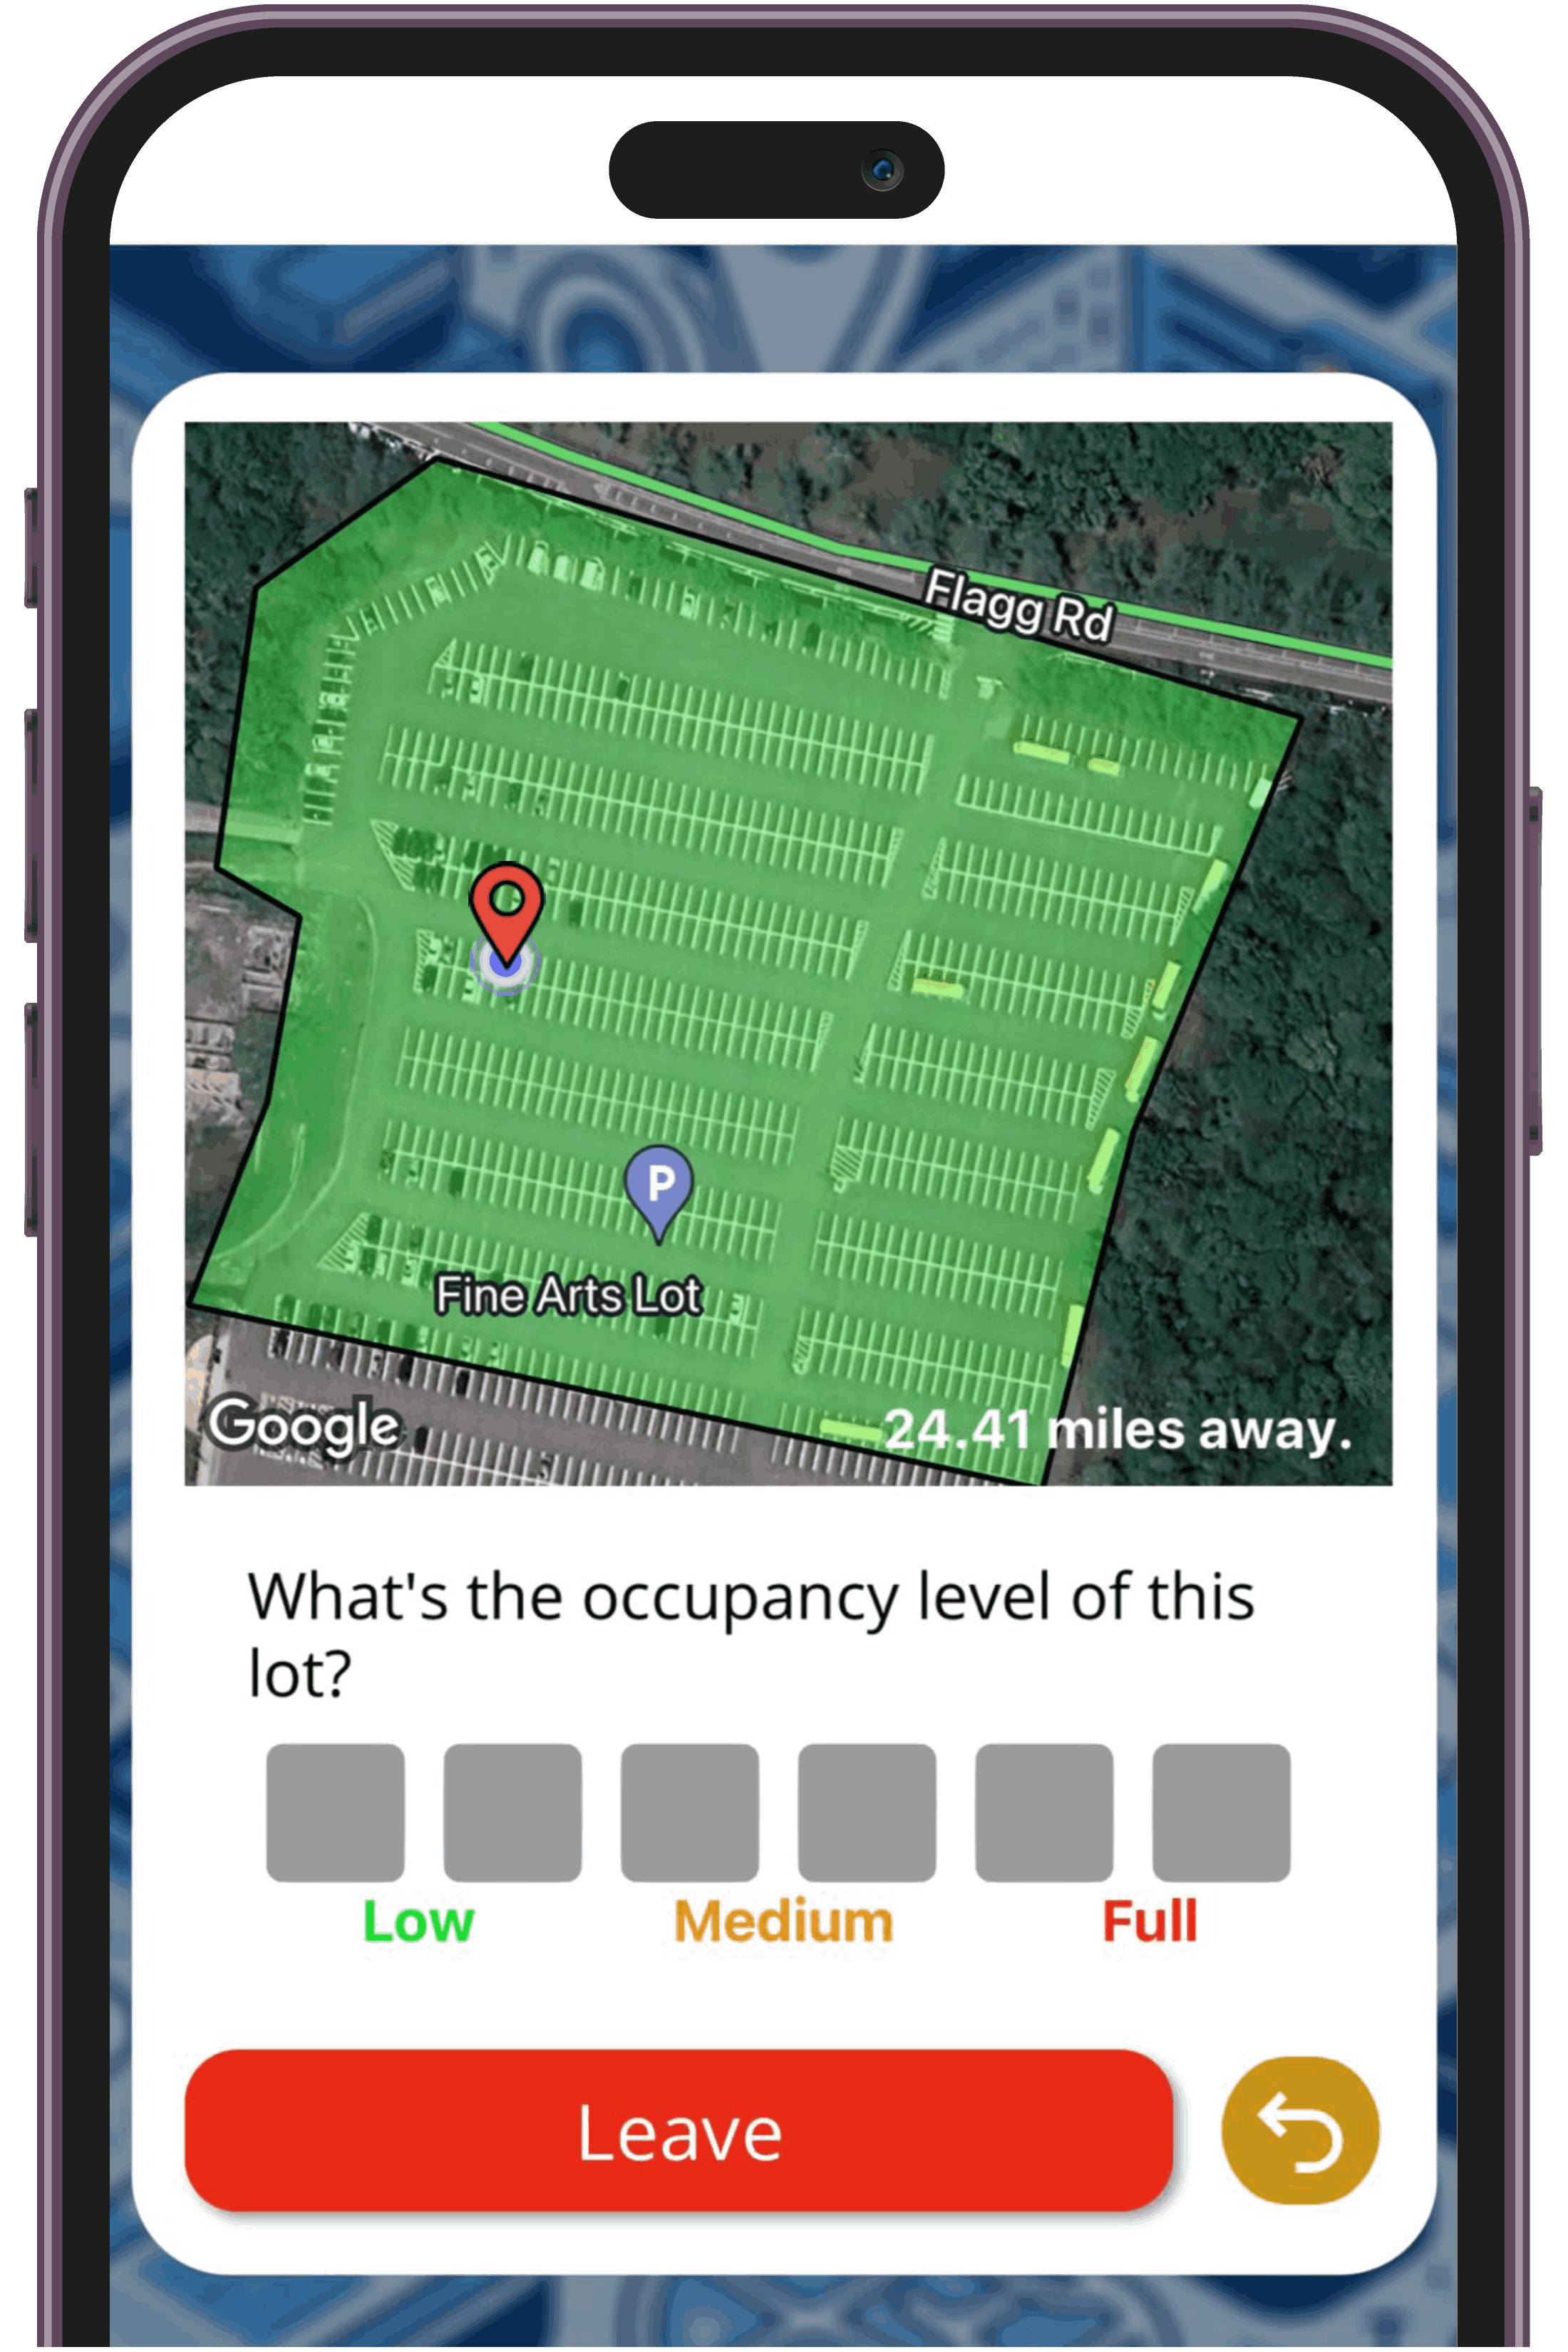 Flagg Rd
P
Fine Arts Lot
Google
24.41 miles away.
What's the occupancy level of this
lot?
Low Medium Full
Leave